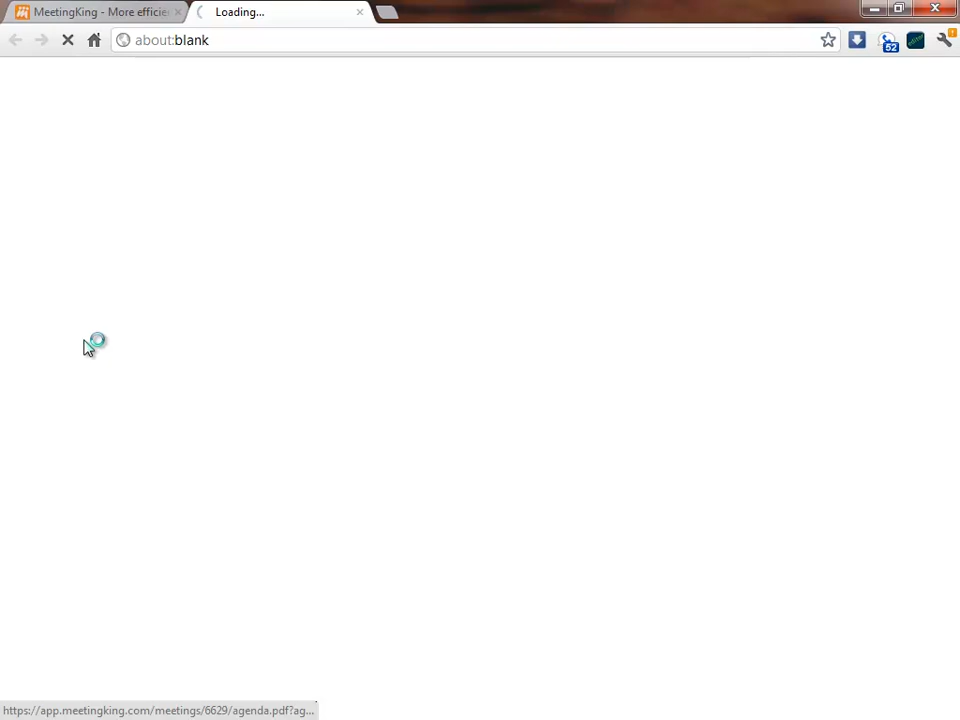 MeetingKing - More efficie
Loading...
about:blank
52
https://app.meetingking.com/meetings/6629/agenda.pdf?ag...